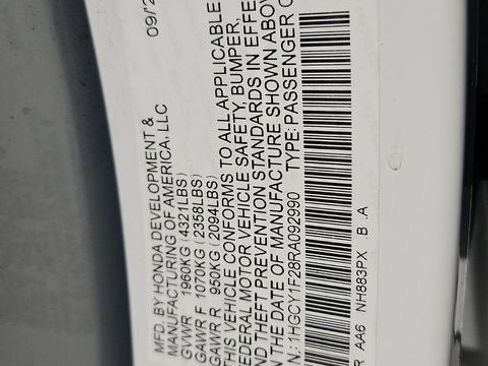 MFD. BY HONDA DEVELOPMENT & 09/2
MANUFACTURING OF AMERICA, LLC
GVWR 1960KG (4321LBS)
GAWR F 1070KG (2358LBS)
GAWR R 950KG (2094LBS)
THIS VEHICLE CONFORMS TO ALL APPLICABLE
FEDERAL MOTOR VEHICLE SAFETY, BUMPER,
AND THEFT PREVENTION STANDARDS IN EFFE
ON THE DATE OF MANUFACTURE SHOWN ABOV
N.:1HGCY1F28RA092990 TYPE:PASSENGER C
R AA6 NH883PX .B .A